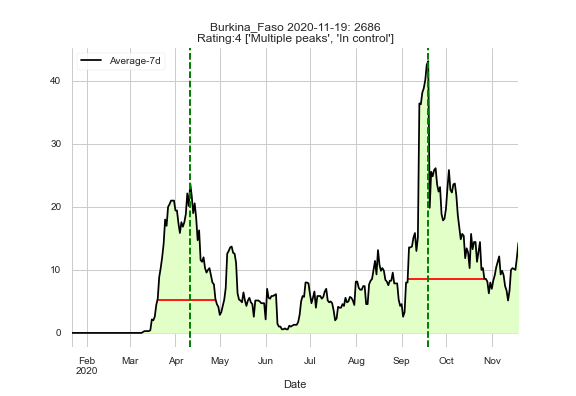 Burkina_Faso 2020-11-19: 2686
Rating:4 ['Multiple peaks', 'In control']
Average-7d
40
30
20
10
0
Feb Mar Apr May Jun Jul Aug Sep Oct Nov
2020
Date